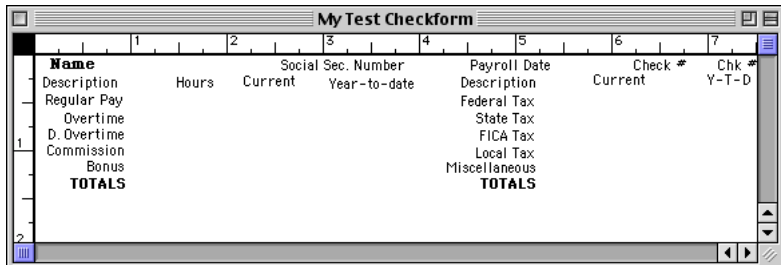 My Test Checkform
1 2 3 4 5 6 7
Name Social Sec. Number Payroll Date Check # Chk #
Description Hours Current Year-to-date Description Current Y-T-D
Regular Pay Federal Tax
Overtime State Tax
D. Overtime FICA Tax
1
Commission Local Tax
Bonus Miscellaneous
TOTALS TOTALS
2